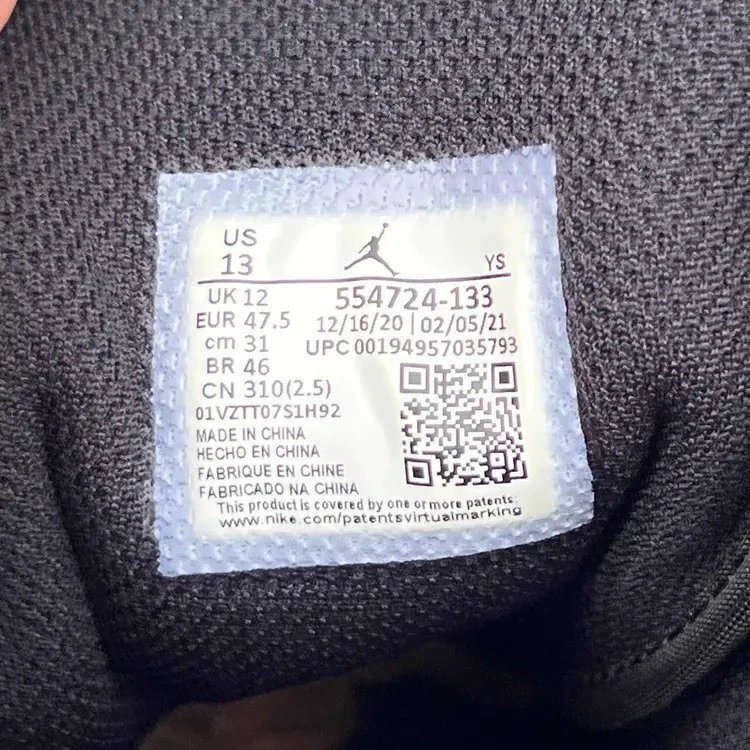 US
13
YS
UK 12
554724-133
EUR 47.5
12/16/20 | 02/05/21
cm 31
UPC 00194957035793
BR 46
CN 310(2.5)
01VZTT07S1H92
MADE IN CHINA
HECHO EN CHINA
FABRIQUE EN CHINE
FABRICADO NA CHINA
This product is covered by one or more patents:
www.nike.com/patentsvirtualmarking